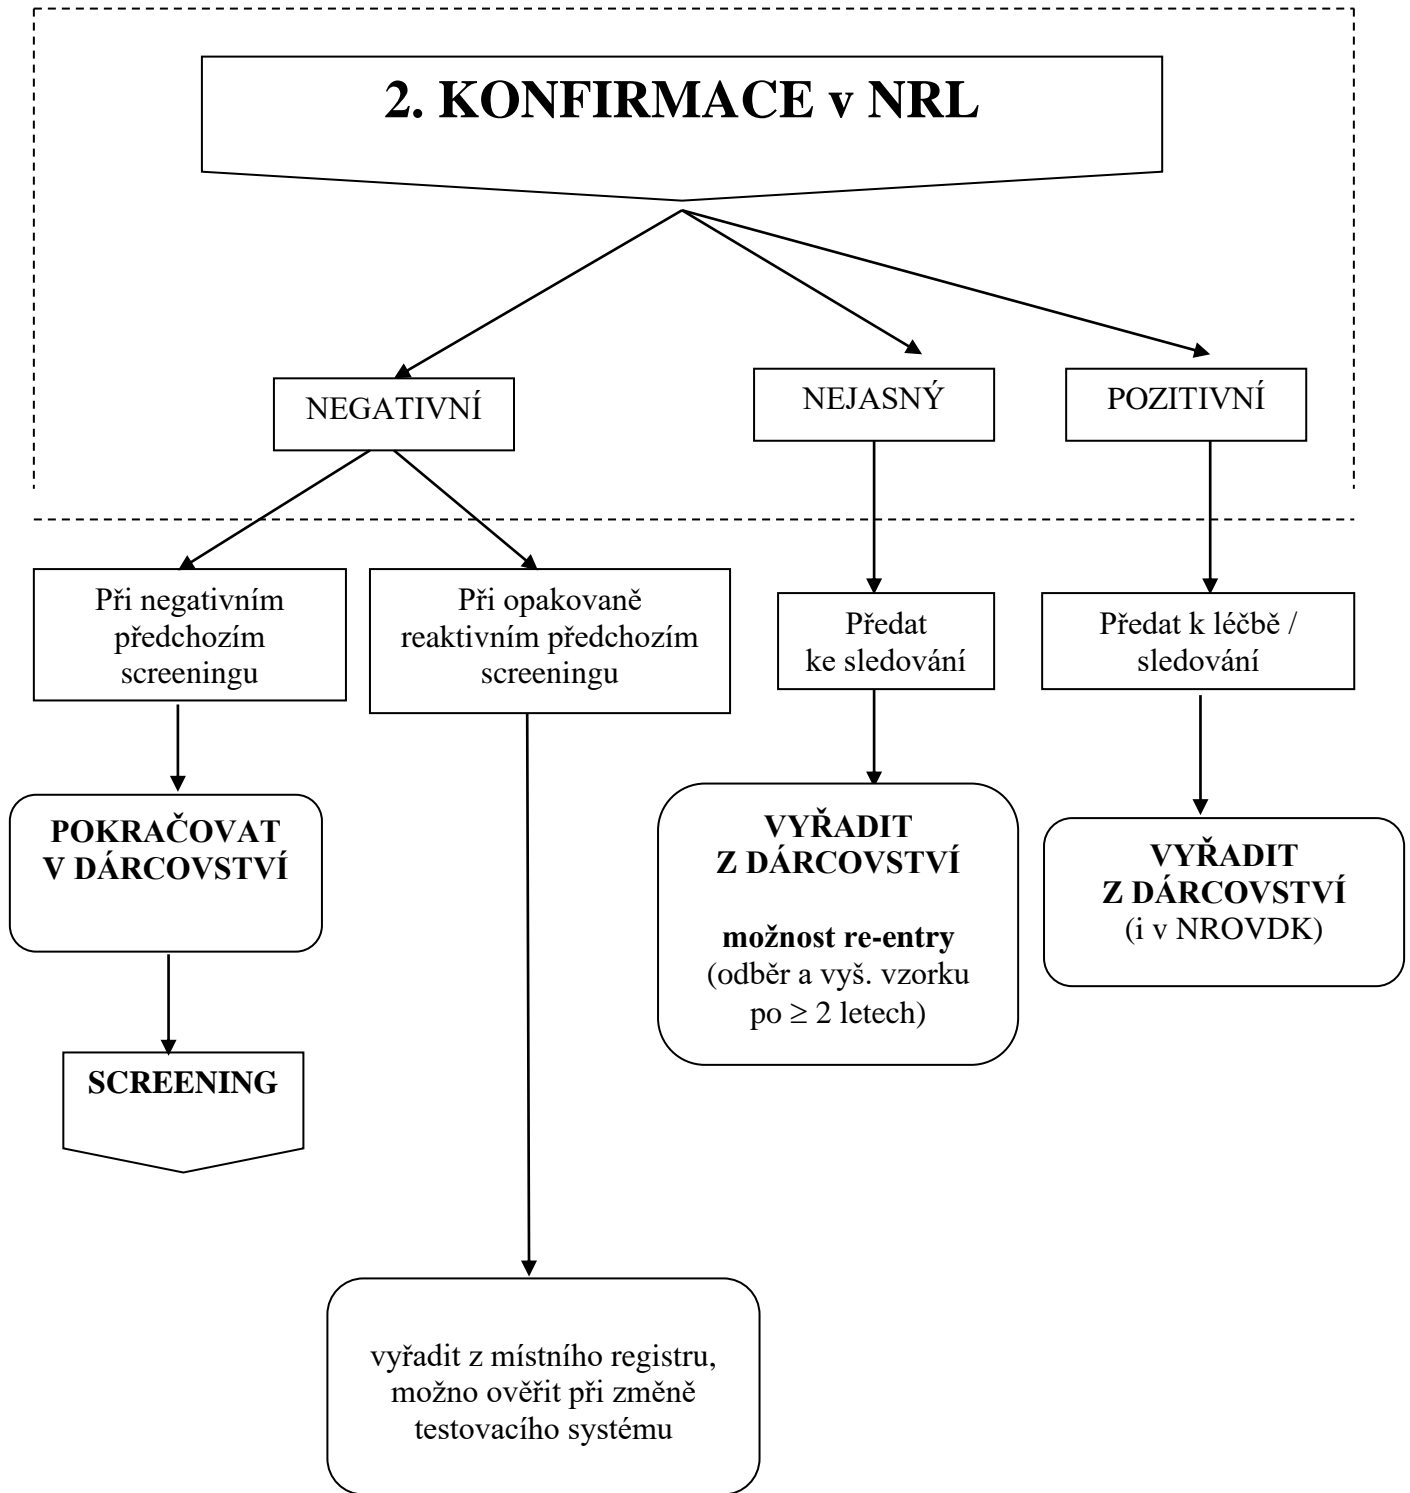 2. KONFIRMACE v NRL
NEGATIVNÍ
NEJASNÝ
POZITIVNÍ
Při negativním
předchozím
screeningu
Při opakovaně
reaktivním předchozím
screeningu
Předat
ke sledování
Předat k léčbě /
sledování
POKRAČOVAT
V DÁRCOVSTVÍ
VYŘADIT
Z DÁRCOVSTVÍ
možnost re-entry
(odběr a vyš. vzorku
po ≥ 2 letech)
VYŘADIT
Z DÁRCOVSTVÍ
(i v NROVDK)
SCREENING
vyřadit z místního registru,
možno ověřit při změně
testovacího systému